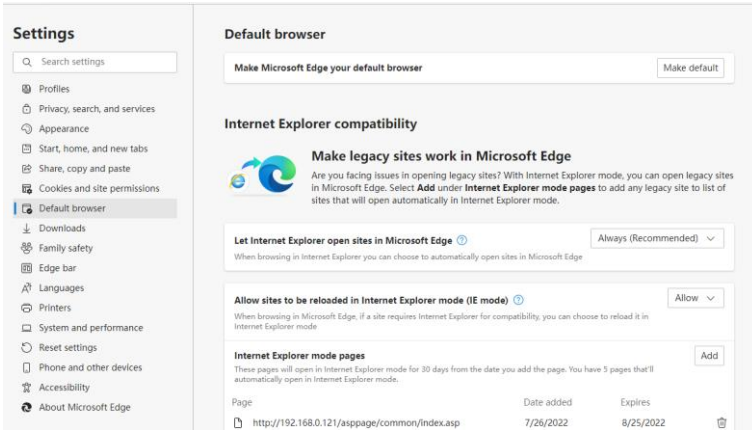 Settings
Search settings
Profiles
Privacy, search, and services
Appearance
Start, home, and new tabs
Share, copy and paste
Cookies and site permissions
Default browser
Downloads
Family safety
Edge bar
Languages
Printers
System and performance
Reset settings
Phone and other devices
Accessibility
About Microsoft Edge
Default browser
Make Microsoft Edge your default browser
Make default
Internet Explorer compatibility
Make legacy sites work in Microsoft Edge
Are you facing issues in opening legacy sites? With Internet Explorer mode, you can open legacy sites
in Microsoft Edge. Select Add under Internet Explorer mode pages to add any legacy site to list of
sites that will open automatically in Internet Explorer mode.
Let Internet Explorer open sites in Microsoft Edge
Always (Recommended)
When browsing in Internet Explorer you can choose to automatically open sites in Microsoft Edge
Allow sites to be reloaded in Internet Explorer mode (IE mode)
Allow
When browsing in Microsoft Edge, if a site requires Internet Explorer for compatibility, you can choose to reload it in
Internet Explorer mode
Internet Explorer mode pages
Add
These pages will open in Internet Explorer mode for 30 days from the date you add the page. You have 5 pages that'll
automatically open in Internet Explorer mode.
Page Date added Expires
http://192.168.0.121/asppage/common/index.asp 7/26/2022 8/25/2022